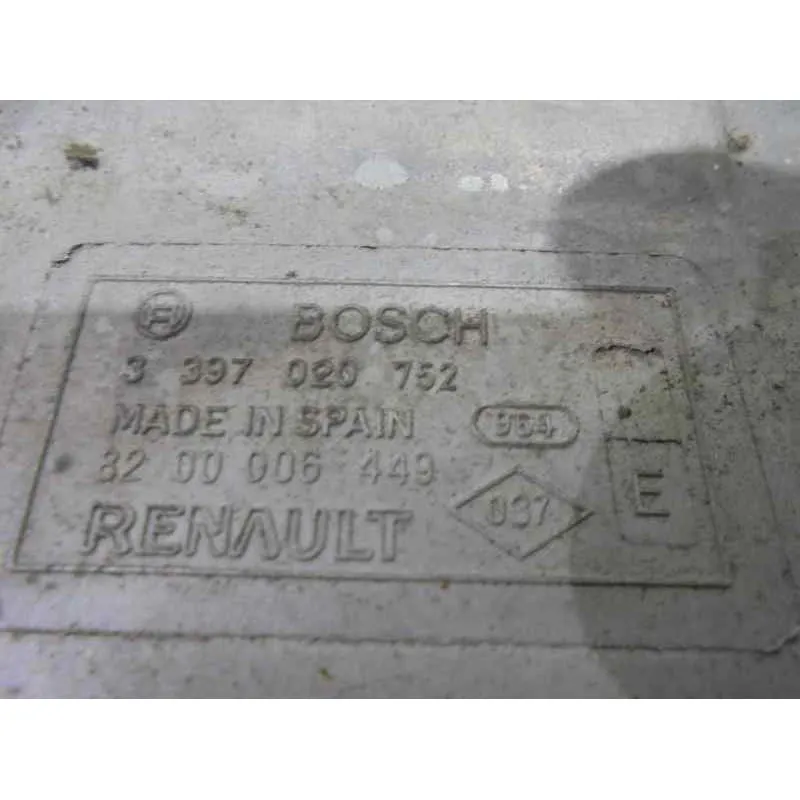 BOSCH
3 397 020 752
MADE IN SPAIN 964
82 00 006 449
037
E
RENAULT